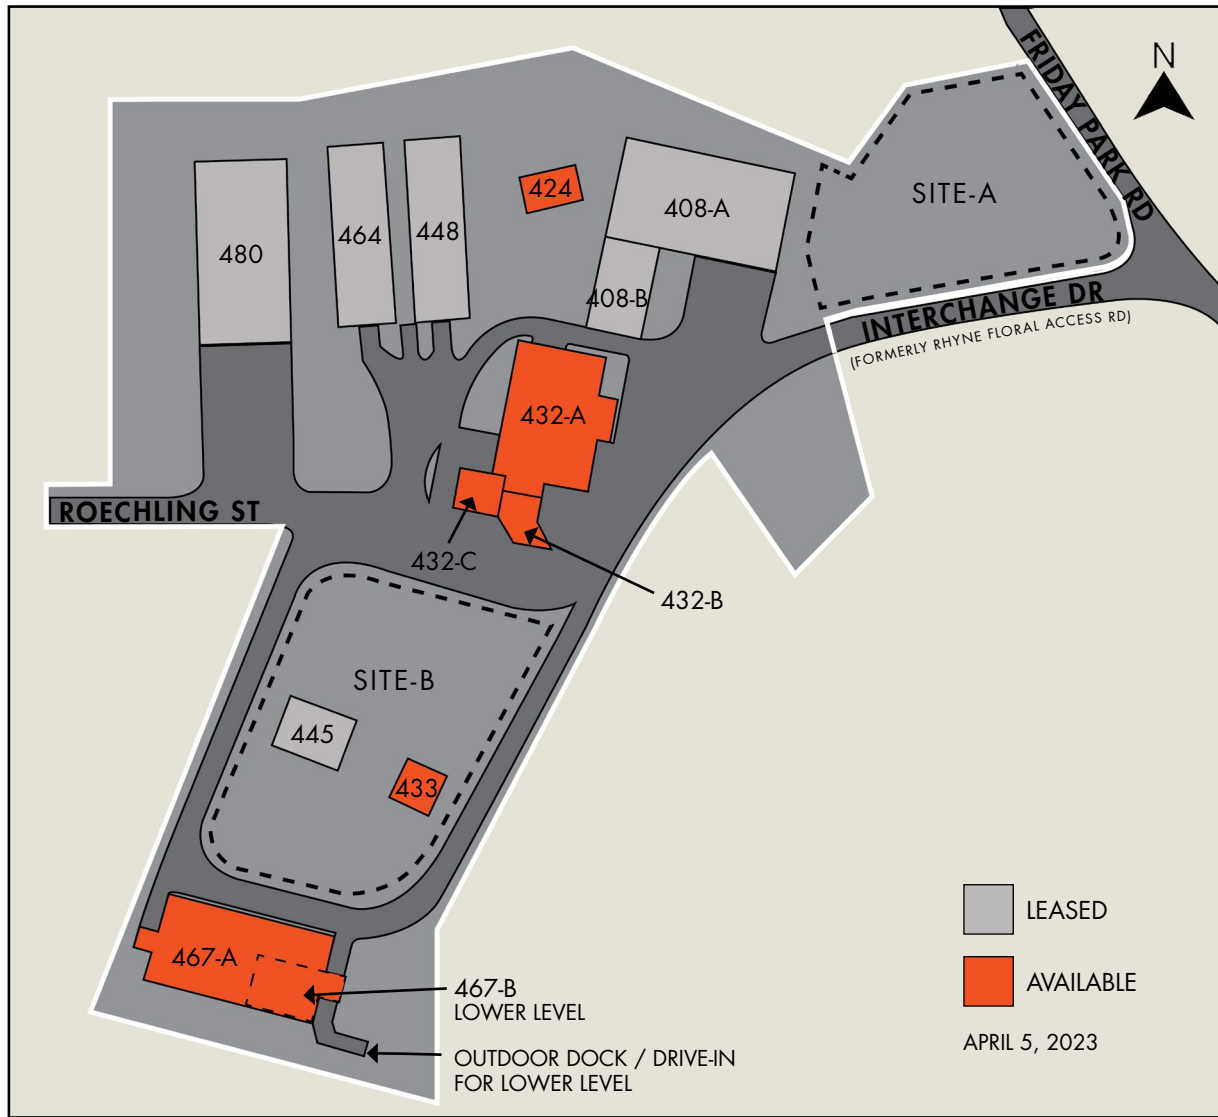 FRIDAY PARK RD
N
424
SITE-A
408-A
464
448
480
408-B
INTERCHANGE DR
(FORMERLY RHYNE FLORAL ACCESS RD)
432-A
ROECHLING ST
432-C
432-B
SITE-B
445
433
LEASED
467-A
AVAILABLE
467-B
LOWER LEVEL
APRIL 5, 2023
OUTDOOR DOCK / DRIVE-IN
FOR LOWER LEVEL